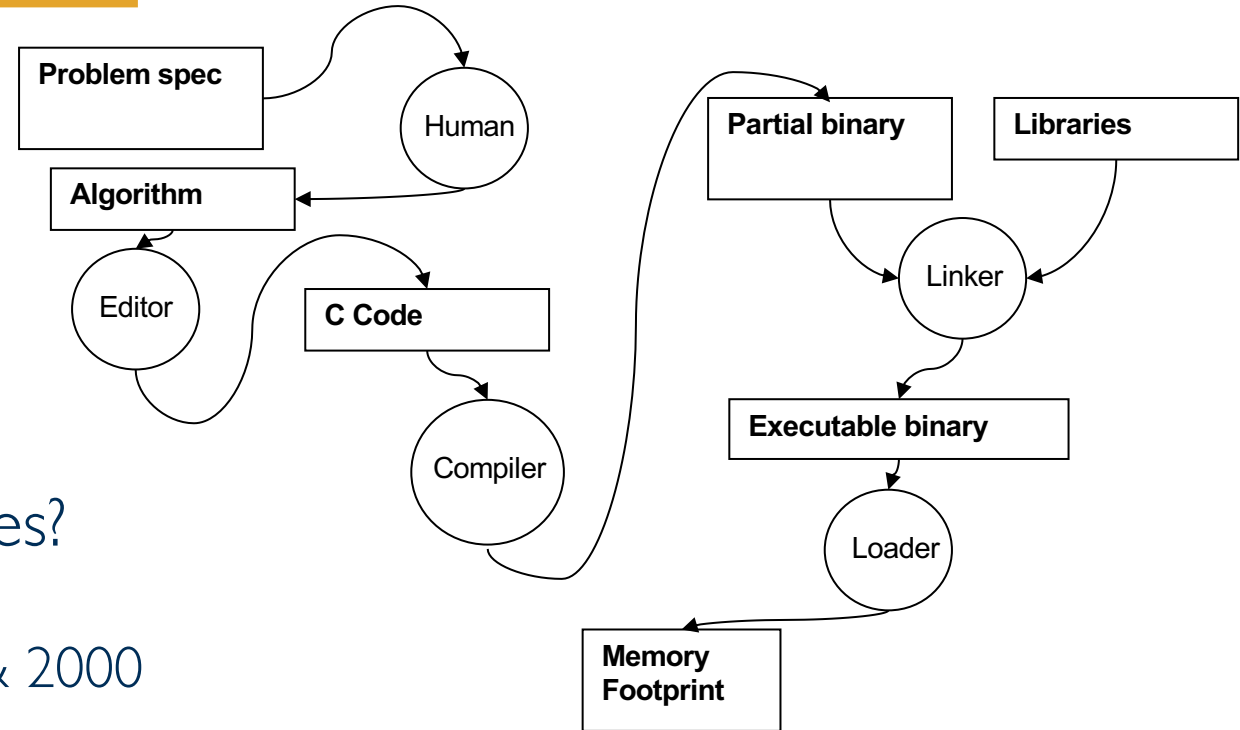 Problem spec
Human
Algorithm
Editor
C Code
Compiler
Partial binary
Libraries
Linker
Executable binary
Loader
Memory
Footprint
es?
2000